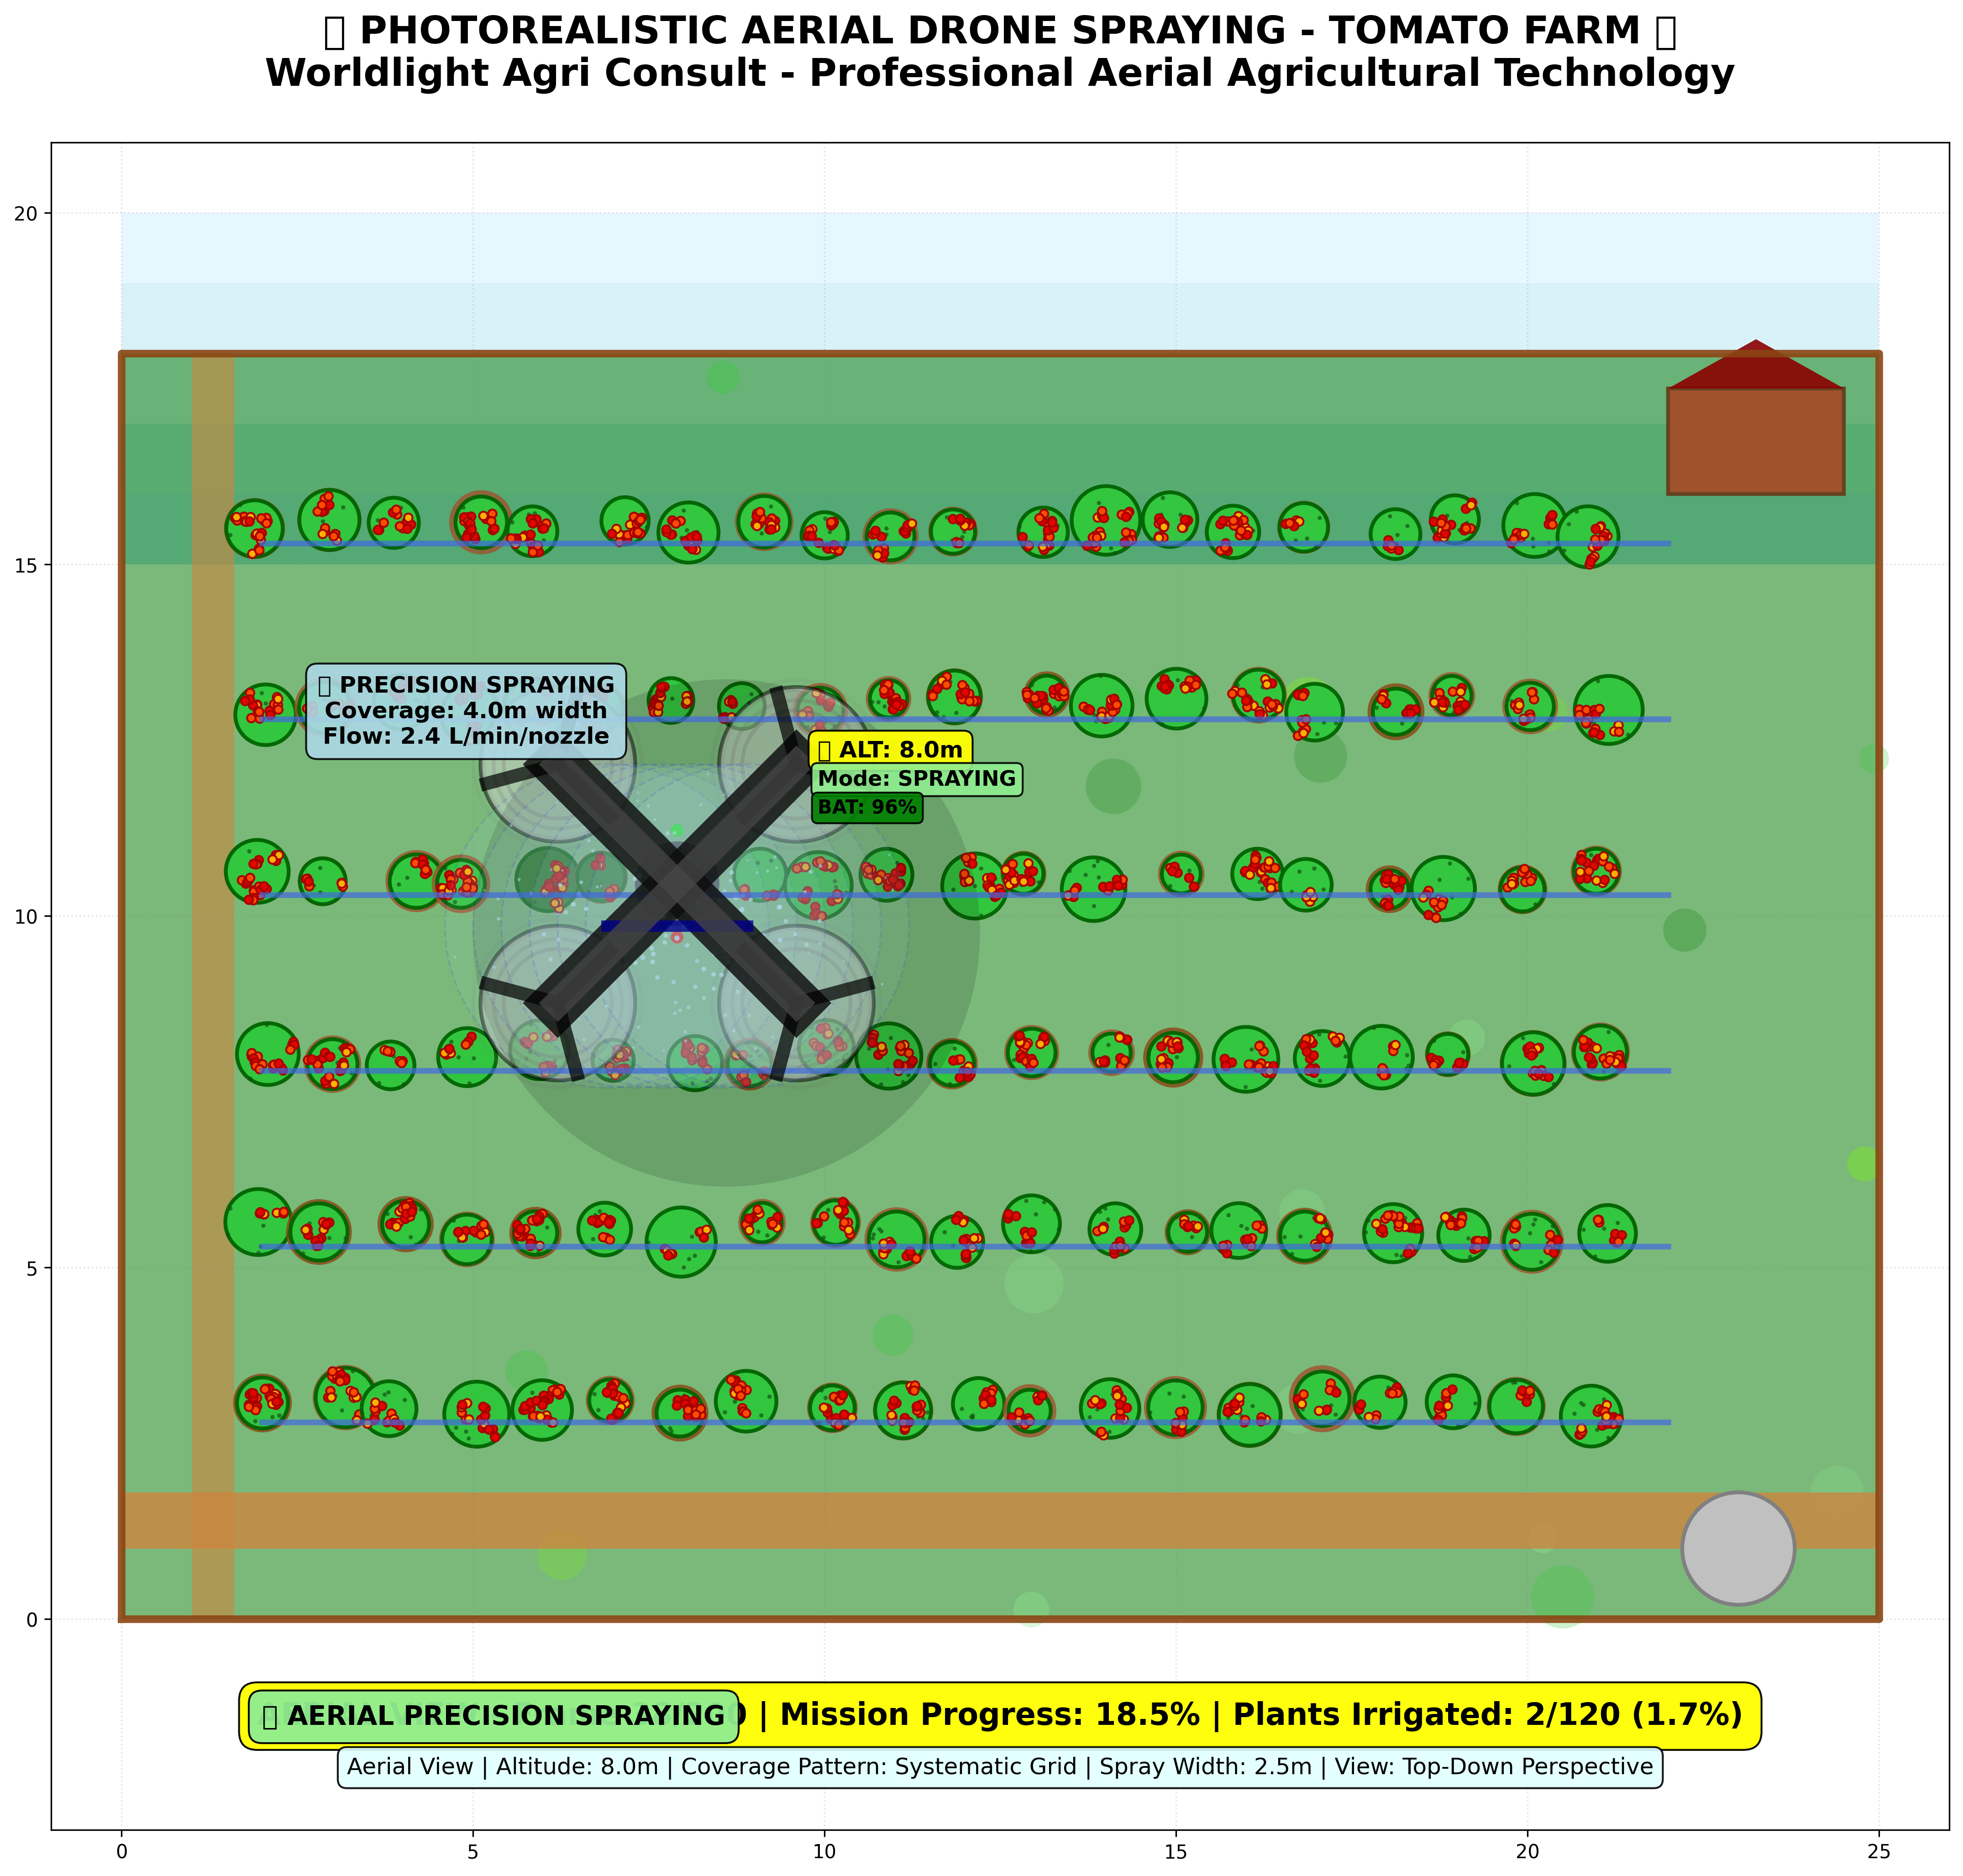 PHOTOREALISTIC AERIAL DRONE SPRAYING - TOMATO FARM
Worldlight Agri Consult - Professional Aerial Agricultural Technology
20
15
10
5
0
PRECISION SPRAYING
Coverage: 4.0m width
Flow: 2.4 L/min/nozzle
ALT: 8.0m
Mode: SPRAYING
BAT: 96%
AERIAL PRECISION SPRAYING
0 | Mission Progress: 18.5% | Plants Irrigated: 2/120 (1.7%)
Aerial View | Altitude: 8.0m | Coverage Pattern: Systematic Grid | Spray Width: 2.5m | View: Top-Down Perspective
0
5
10
15
20
25